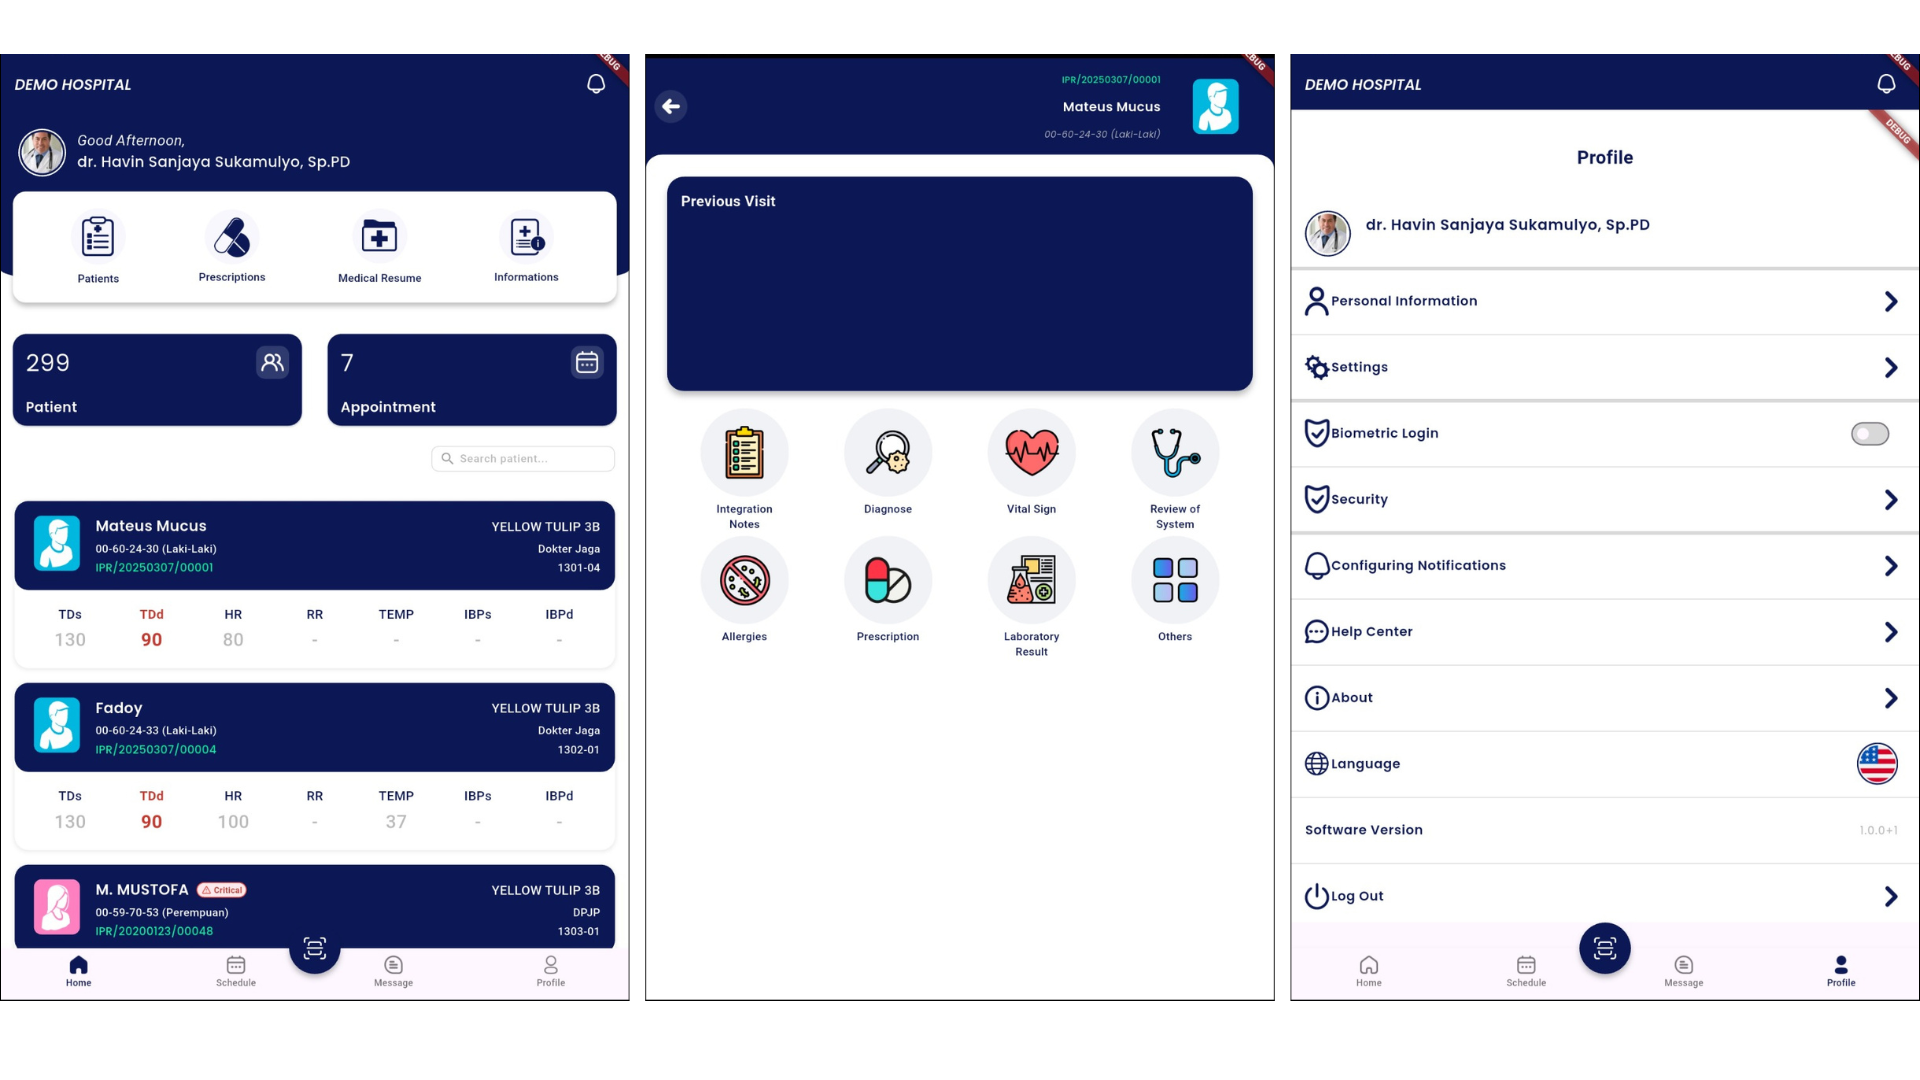 DEMO HOSPITAL
BUG
Good Afternoon,
dr. Havin Sanjaya Sukamulyo, Sp.PD
Patients
Prescriptions
Medical Resume
Informations
299
Patient
7
Appointment
Search patient...
Mateus Mucus
YELLOW TULIP 3B
00-60-24-30 (Laki-Laki)
Dokter Jaga
IPR/20250307/00001
1301-04
TDs TDd HR RR TEMP IBPs IBPd
130 90 80 - - - -
Fadoy
YELLOW TULIP 3B
00-60-24-33 (Laki-Laki)
Dokter Jaga
IPR/20250307/00004
1302-01
TDs TDd HR RR TEMP IBPs IBPd
130 90 100 - 37 - -
M. MUSTOFA
Critical
YELLOW TULIP 3B
00-59-70-53 (Perempuan)
DPJP
IPR/20200123/00048
1303-01
Home
Schedule
Message
Profile
BUG
IPR/20250307/00001
Mateus Mucus
00-60-24-30 (Laki-Laki)
Previous Visit
Integration
Notes
Diagnose
Vital Sign
Review of
System
Allergies
Prescription
Laboratory
Result
Others
DEMO HOSPITAL
BUG
DEBUG
Profile
dr. Havin Sanjaya Sukamulyo, Sp.PD
Personal Information
Settings
Biometric Login
Security
Configuring Notifications
Help Center
About
Language
Software Version
1.0.0+1
Log Out
Home
Schedule
Message
Profile